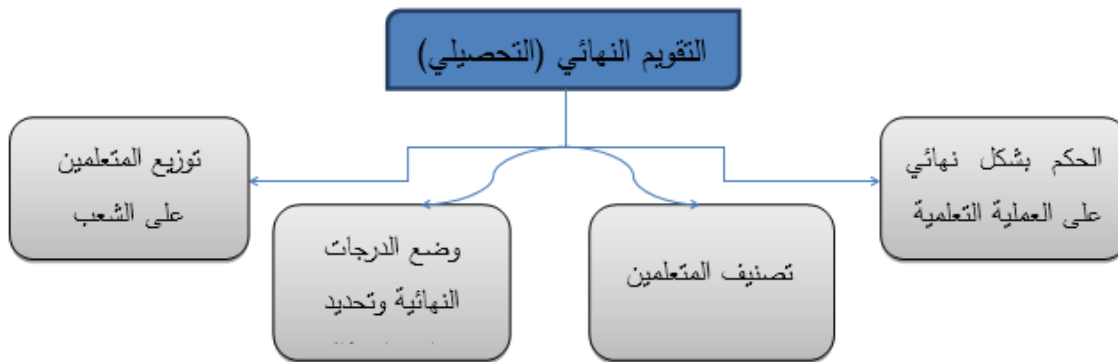 التقويم النهائي (التحصيلي)
الحكم بشكل نهائي
على العملية التعلمية
تصنيف المتعلمين
وضع الدرجات
النهائية وتحديد
توزيع المتعلمين
على الشعب